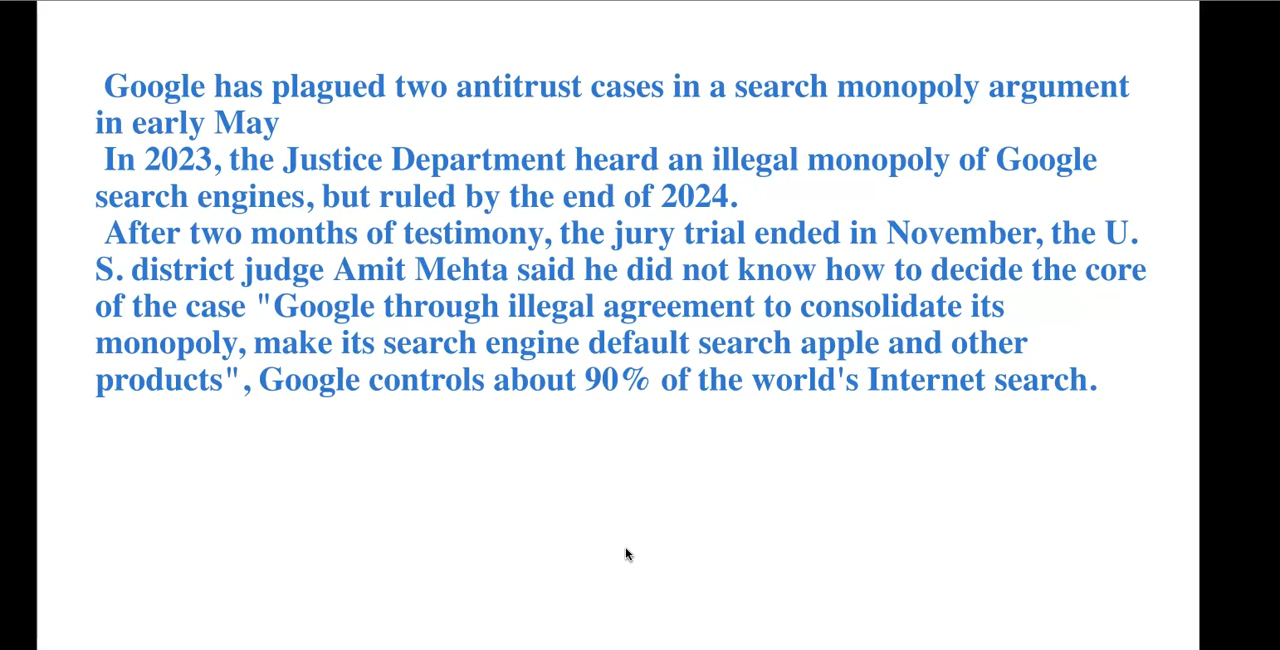 Google has plagued two antitrust cases in a search monopoly argument
in early May
In 2023, the Justice Department heard an illegal monopoly of Google
search engines, but ruled by the end of 2024.
After two months of testimony, the jury trial ended in November, the U.
S. district judge Amit Mehta said he did not know how to decide the core
of the case "Google through illegal agreement to consolidate its
monopoly, make its search engine default search apple and other
products", Google controls about 90% of the world's Internet search.